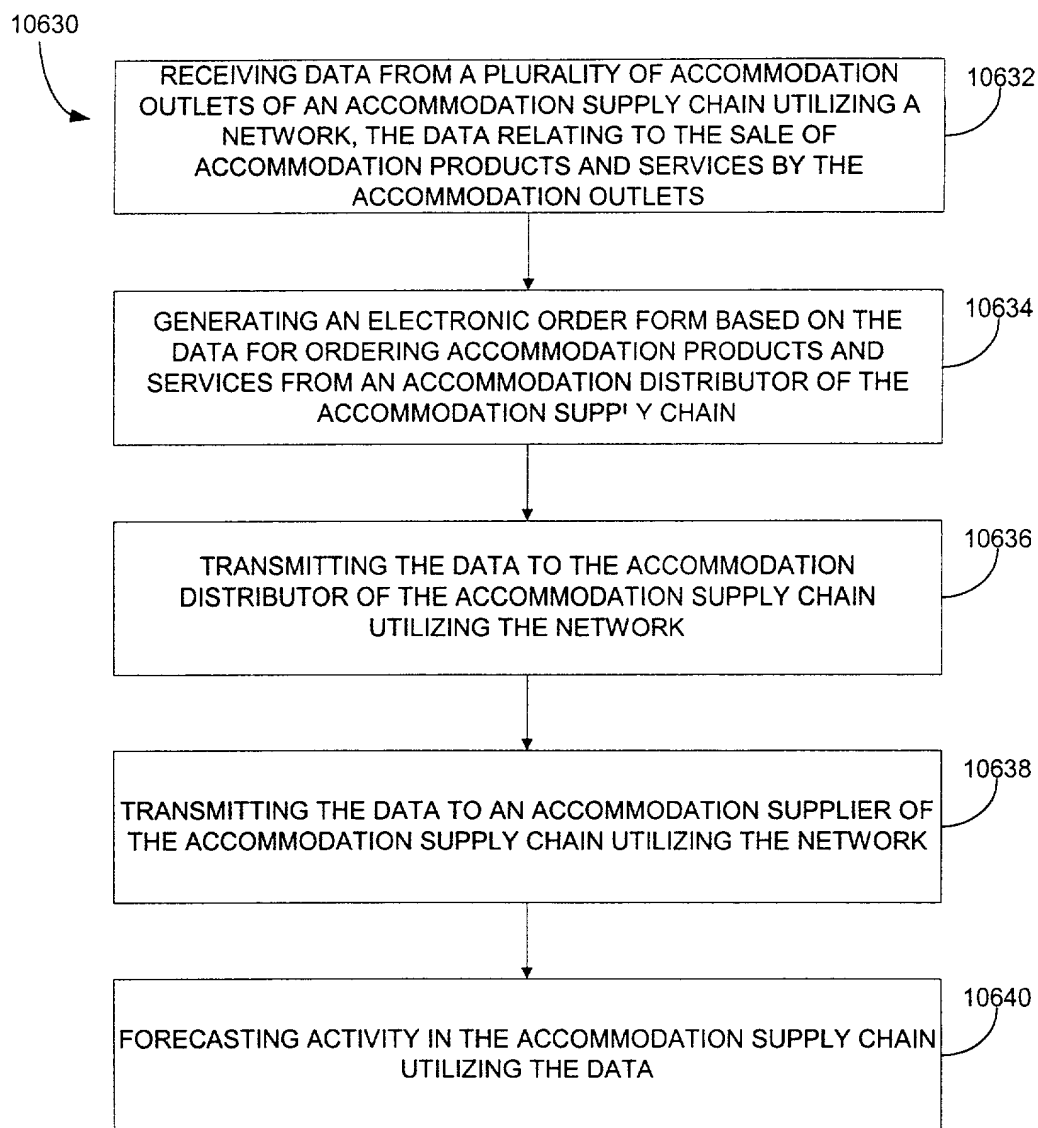 10630
RECEIVING DATA FROM A PLURALITY OF ACCOMMODATION
OUTLETS OF AN ACCOMMODATION SUPPLY CHAIN UTILIZING A
NETWORK, THE DATA RELATING TO THE SALE OF
ACCOMMODATION PRODUCTS AND SERVICES BY THE
ACCOMMODATION OUTLETS
10632
GENERATING AN ELECTRONIC ORDER FORM BASED ON THE
DATA FOR ORDERING ACCOMMODATION PRODUCTS AND
SERVICES FROM AN ACCOMMODATION DISTRIBUTOR OF THE
ACCOMMODATION SUPPLY CHAIN
10634
TRANSMITTING THE DATA TO THE ACCOMMODATION
DISTRIBUTOR OF THE ACCOMMODATION SUPPLY CHAIN
UTILIZING THE NETWORK
10636
TRANSMITTING THE DATA TO AN ACCOMMODATION SUPPLIER OF
THE ACCOMMODATION SUPPLY CHAIN UTILIZING THE NETWORK
10638
FORECASTING ACTIVITY IN THE ACCOMMODATION SUPPLY CHAIN
UTILIZING THE DATA
10640